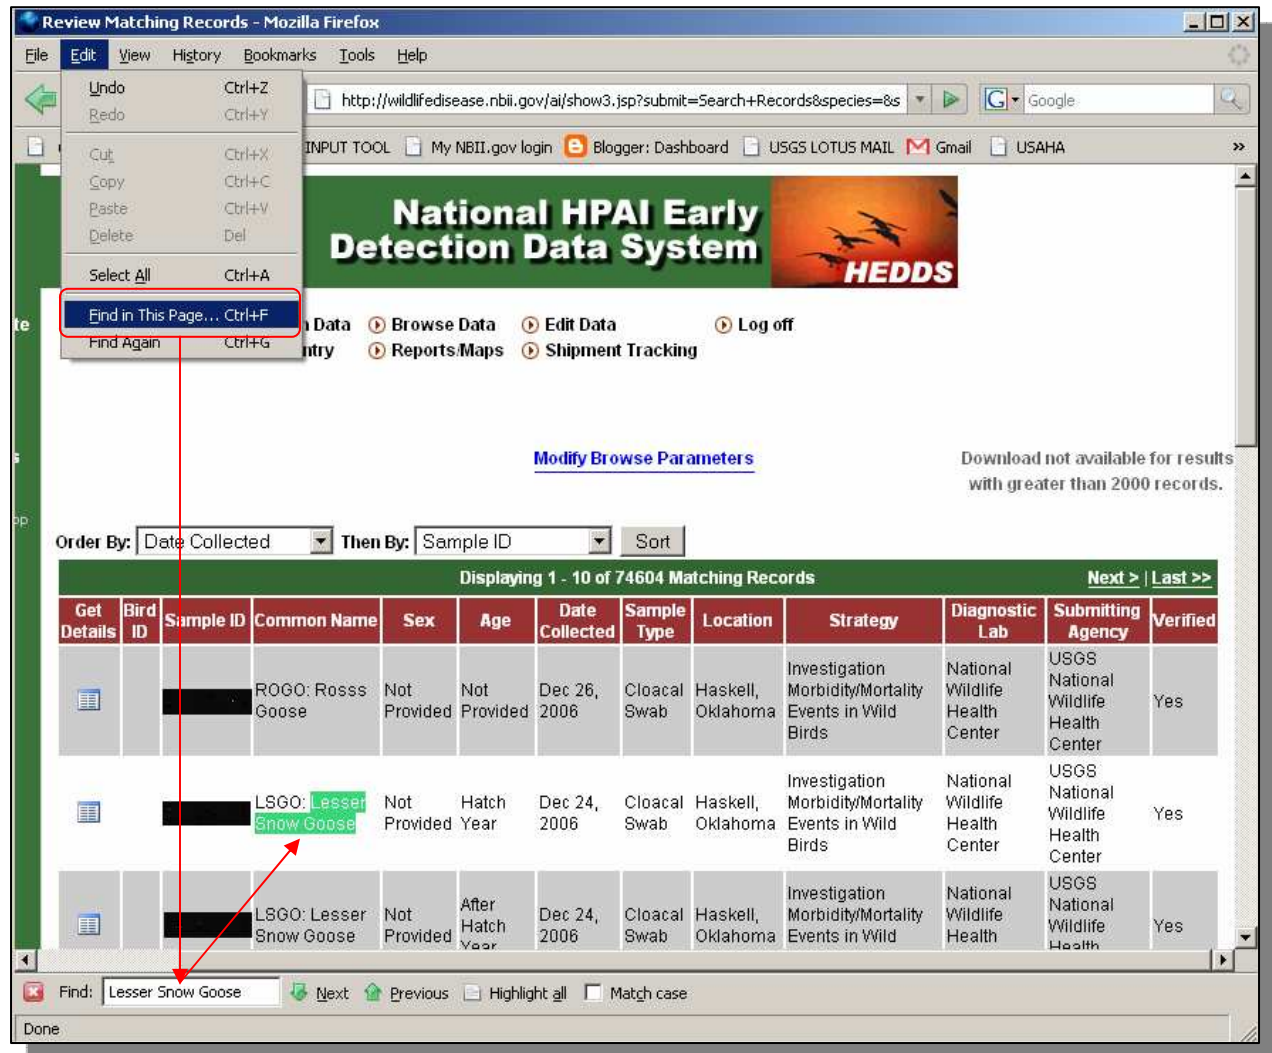 Review Matching Records - Mozilla Firefox
File Edit View History Bookmarks Tools Help
Undo Ctrl+Z
Redo Ctrl+Y
Cut Ctrl+X
Copy Ctrl+C
Paste Ctrl+V
Delete Del
Select All Ctrl+A
Find in This Page... Ctrl+F
Find Again Ctrl+G
http://wildlifedisease.nbii.gov/ai/show3.jsp?submit=Search+Records&species=&s
Google
INPUT TOOL My NBII.gov login Blogger: Dashboard USGS LOTUS MAIL Gmail USAHA »
National HPAI Early
Detection Data System
HEDDS
te
Data Browse Data Edit Data Log off
ntry Reports/Maps Shipment Tracking
s
Modify Browse Parameters
Download not available for results
with greater than 2000 records.
op
Order By: Date Collected Then By: Sample ID Sort
Displaying 1 - 10 of 74604 Matching Records Next > | Last >>
Get Details Bird ID Sample ID Common Name Sex Age Date Collected Sample Type Location Strategy Diagnostic Lab Submitting Agency Verified
ROGO: Rosss
Goose
Not
Provided
Not
Provided
Dec 26,
2006
Cloacal
Swab
Haskell,
Oklahoma
Investigation
Morbidity/Mortality
Events in Wild
Birds
National
Wildlife
Health
Center
USGS
National
Wildlife
Health
Center
Yes
LSGO: Lesser
Snow Goose
Not
Provided
Hatch
Year
Dec 24,
2006
Cloacal
Swab
Haskell,
Oklahoma
Investigation
Morbidity/Mortality
Events in Wild
Birds
National
Wildlife
Health
Center
USGS
National
Wildlife
Health
Center
Yes
LSGO: Lesser
Snow Goose
Not
Provided
After
Hatch
Year
Dec 24,
2006
Cloacal
Swab
Haskell,
Oklahoma
Investigation
Morbidity/Mortality
Events in Wild
National
Wildlife
Health
USGS
National
Wildlife
Health
Yes
Find: Lesser Snow Goose Next Previous Highlight all Match case
Done